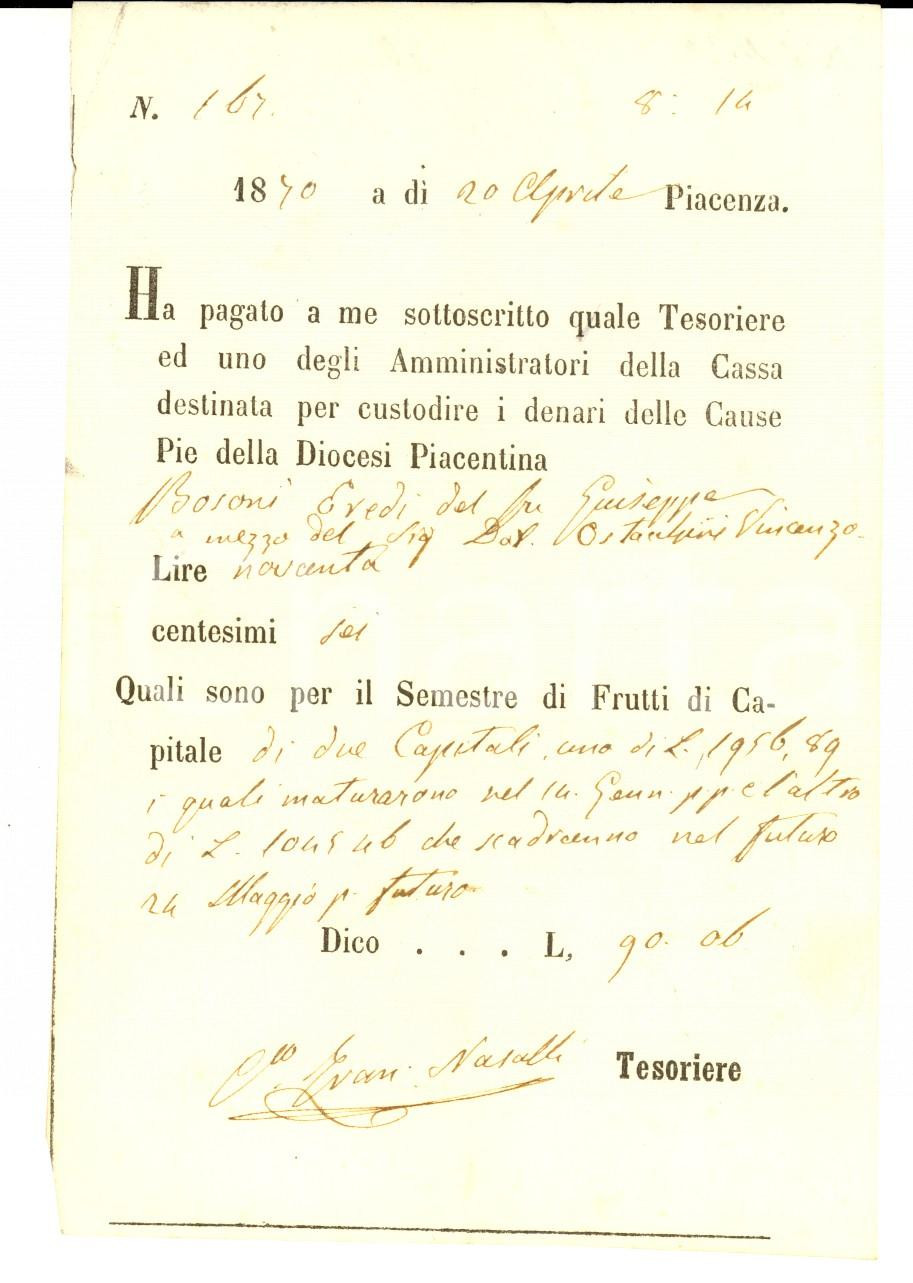 N. 167. 8: 14
1870 a dì 20 Aprile Piacenza.
Ha pagato a me sottoscritto quale Tesoriere
ed uno degli Amministratori della Cassa
destinata per custodire i denari delle Cause
Pie della Diocesi Piacentina
Bosoni Eredi del fu Giuseppe
a mezzo del Sig Dot. Vincenzo.
Lire novanta
centesimi sei
Quali sono per il Semestre di Frutti di Ca-
pitale di due Capitali, uno di L. 1956,89
i quali maturarono nel 14. Genn. pp e l'altro
di L. 1045 46 che scadranno nel futuro
24 Maggio p. futuro
Dico . . . L, 90. 06
Fran. Nasalli Tesoriere